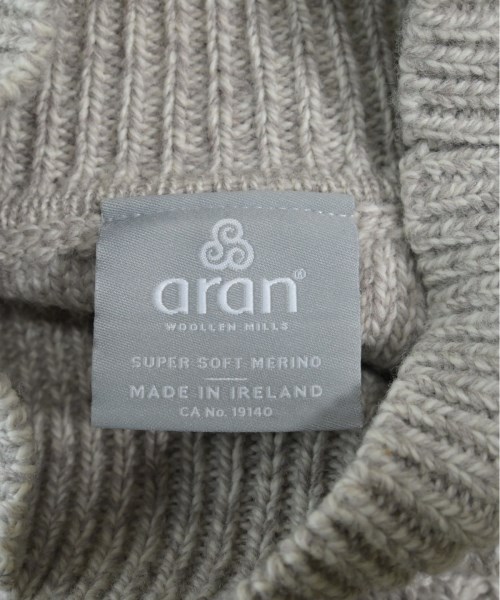 aran®
WOOLLEN MILLS
SUPER SOFT MERINO
MADE IN IRELAND
CA No. 19140